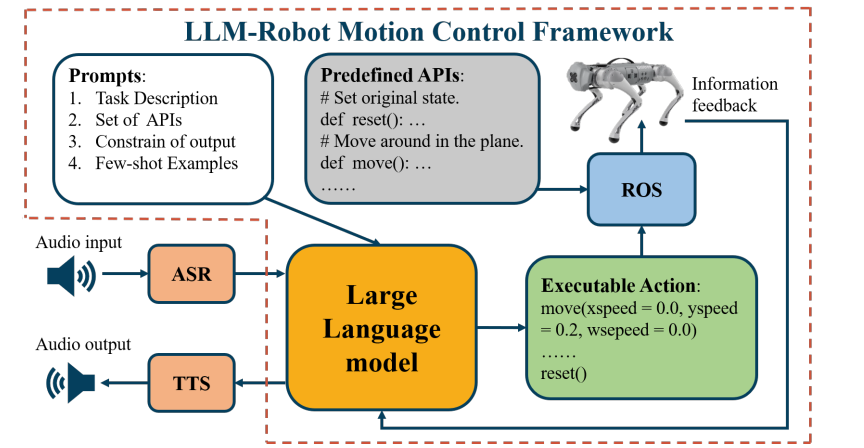 LLM-Robot Motion Control Framework
Prompts:
1. Task Description
2. Set of APIs
3. Constrain of output
4. Few-shot Examples
Predefined APIs:
# Set original state.
def reset(): …
# Move around in the plane.
def move(): …
……
Information
feedback
ROS
Audio input
ASR
Large
Language
model
Executable Action:
move(xspeed = 0.0, yspeed
= 0.2, wsepeed = 0.0)
……
reset()
Audio output
TTS